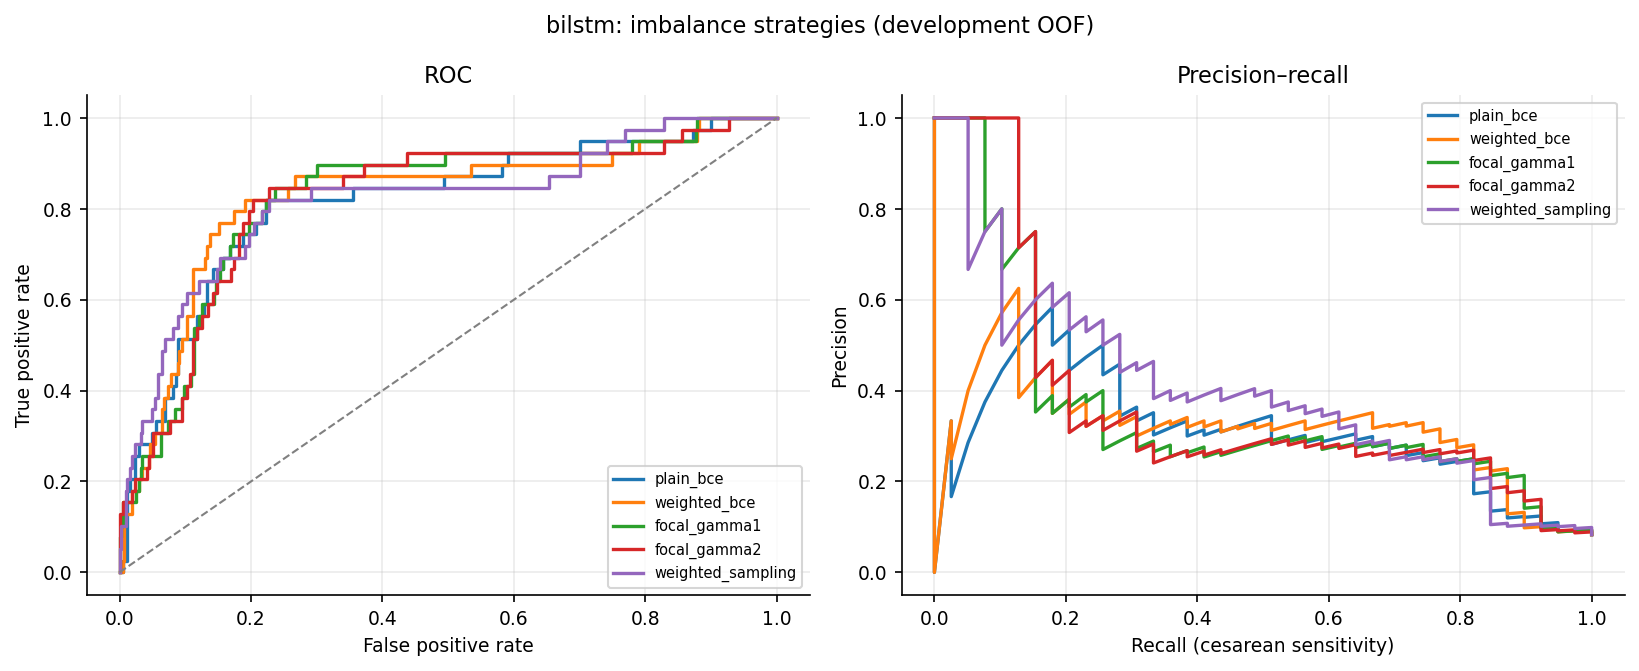 bilstm: imbalance strategies (development OOF)
ROC
1.0
0.8
0.6
0.4
0.2
0.0
True positive rate
0.0 0.2 0.4 0.6 0.8 1.0
False positive rate
plain_bce
weighted_bce
focal_gamma1
focal_gamma2
weighted_sampling
Precision–recall
1.0
0.8
0.6
0.4
0.2
0.0
Precision
0.0 0.2 0.4 0.6 0.8 1.0
Recall (cesarean sensitivity)
plain_bce
weighted_bce
focal_gamma1
focal_gamma2
weighted_sampling